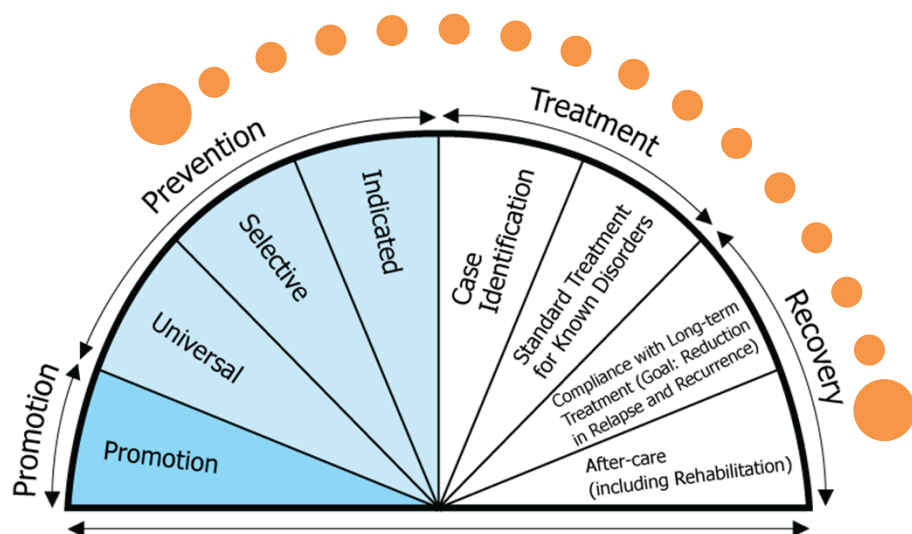 Promotion
Prevention
Treatment
Recovery
Promotion
Universal
Selective
Indicated
Case
Identification
Standard Treatment
for Known Disorders
Compliance with Long-term
Treatment (Goal: Reduction
in Relapse and Recurrence)
After-care
(including Rehabilitation)